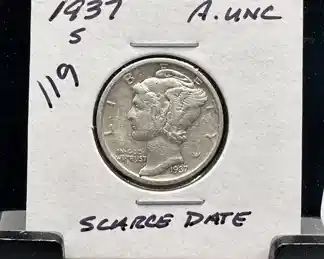 1937 A.UNC
S
119
LIBERTY
IN GOD
WE TRUST
1937
SCARCE DATE